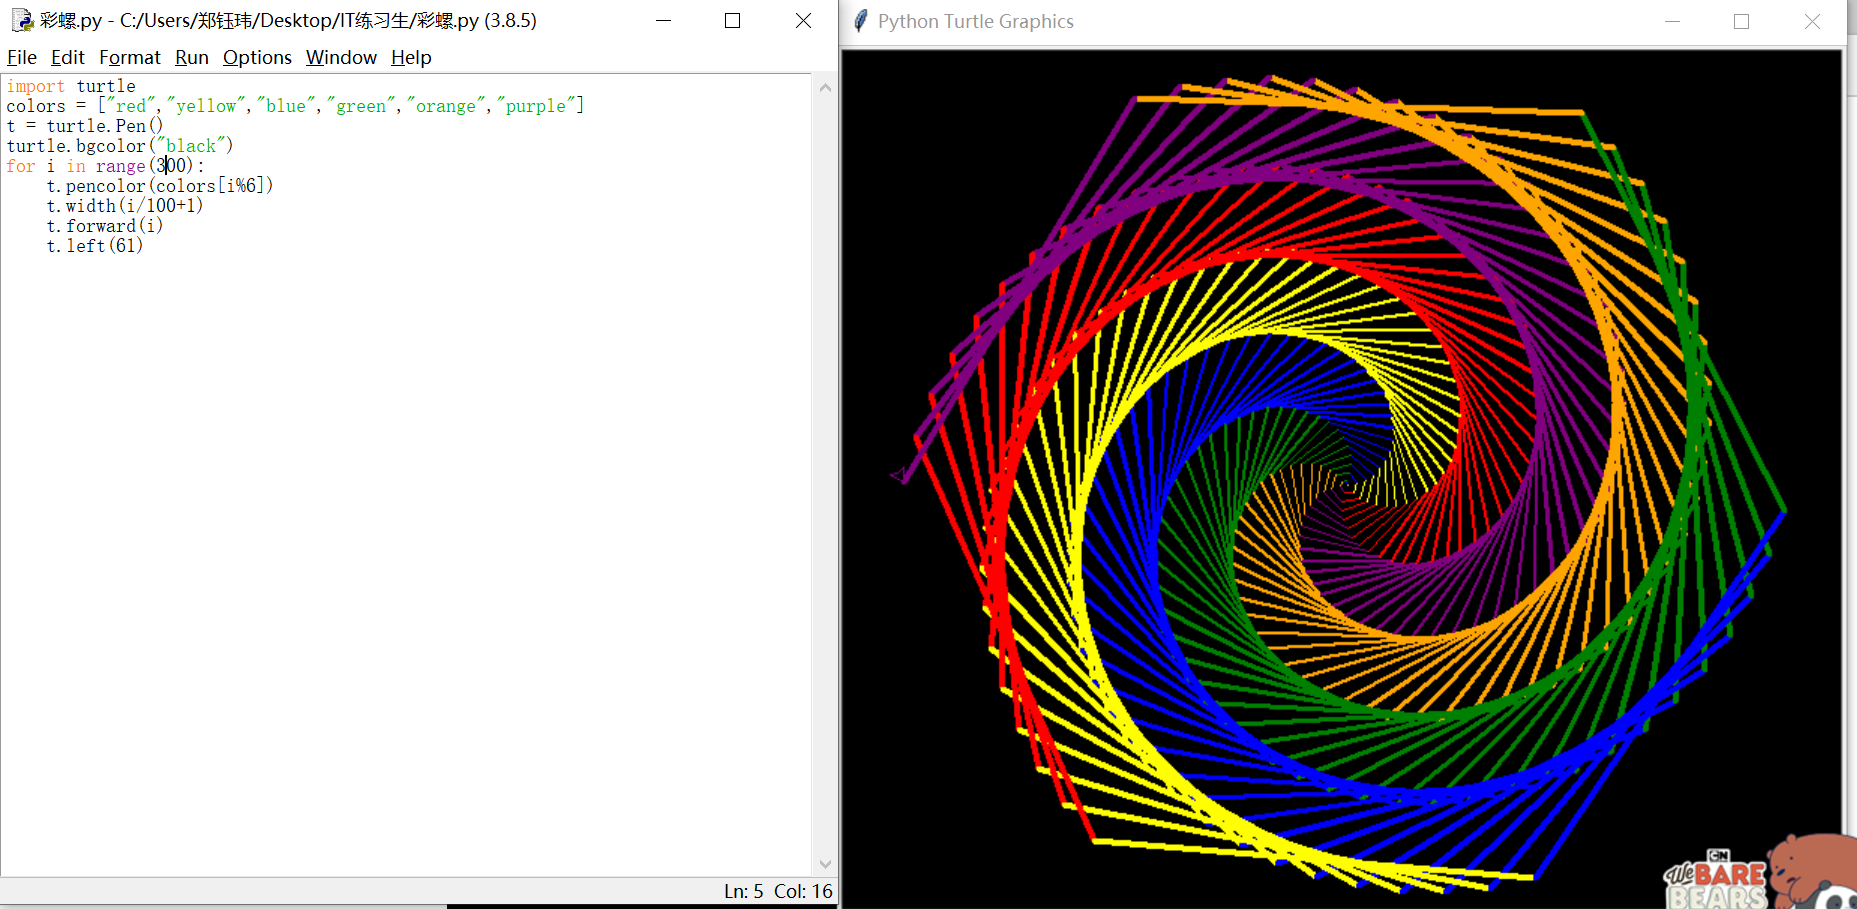 彩螺.py - C:/Users/郑钰玮/Desktop/IT练习生/彩螺.py (3.8.5)
File Edit Format Run Options Window Help
import turtle
colors = ["red","yellow","blue","green","orange","purple"]
t = turtle.Pen()
turtle.bgcolor("black")
for i in range(300):
    t.pencolor(colors[i%6])
    t.width(i/100+1)
    t.forward(i)
    t.left(61)
Ln: 5 Col: 16
Python Turtle Graphics
CN
We BARE
BEARS